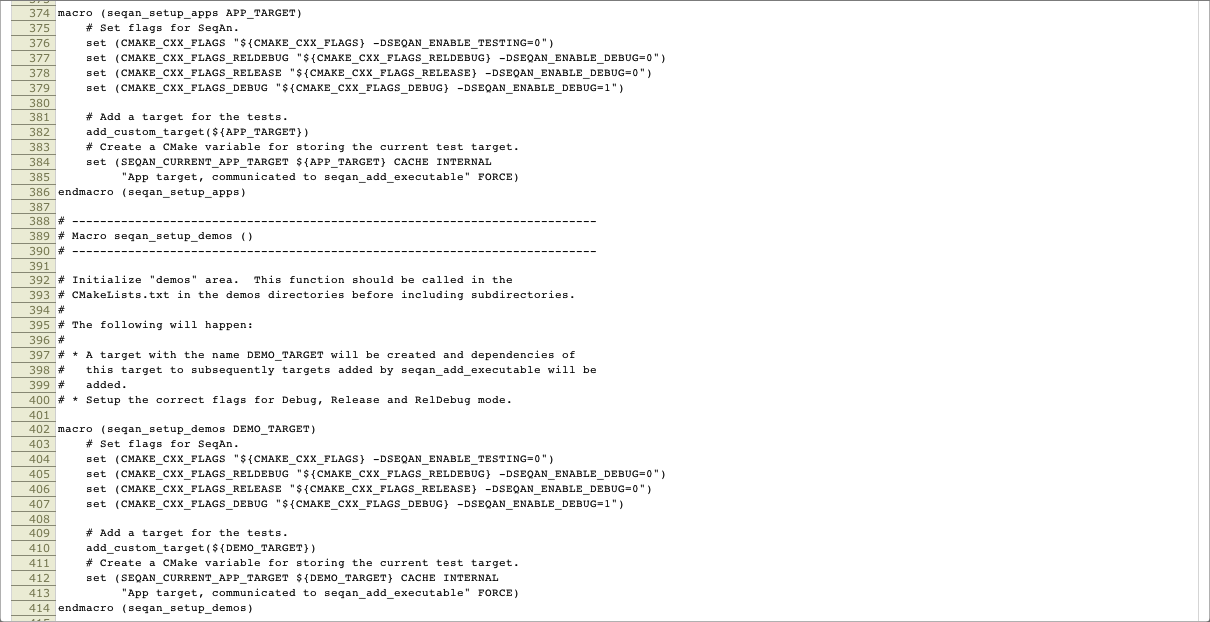 374 macro (seqan_setup_apps APP_TARGET)
375     # Set flags for SeqAn.
376     set (CMAKE_CXX_FLAGS "${CMAKE_CXX_FLAGS} -DSEQAN_ENABLE_TESTING=0")
377     set (CMAKE_CXX_FLAGS_RELDEBUG "${CMAKE_CXX_FLAGS_RELDEBUG} -DSEQAN_ENABLE_DEBUG=0")
378     set (CMAKE_CXX_FLAGS_RELEASE "${CMAKE_CXX_FLAGS_RELEASE} -DSEQAN_ENABLE_DEBUG=0")
379     set (CMAKE_CXX_FLAGS_DEBUG "${CMAKE_CXX_FLAGS_DEBUG} -DSEQAN_ENABLE_DEBUG=1")
380
381     # Add a target for the tests.
382     add_custom_target(${APP_TARGET})
383     # Create a CMake variable for storing the current test target.
384     set (SEQAN_CURRENT_APP_TARGET ${APP_TARGET} CACHE INTERNAL
385          "App target, communicated to seqan_add_executable" FORCE)
386 endmacro (seqan_setup_apps)
387
388 # ---------------------------------------------------------------------------
389 # Macro seqan_setup_demos ()
390 # ---------------------------------------------------------------------------
391
392 # Initialize "demos" area.  This function should be called in the
393 # CMakeLists.txt in the demos directories before including subdirectories.
394 #
395 # The following will happen:
396 #
397 # * A target with the name DEMO_TARGET will be created and dependencies of
398 #   this target to subsequently targets added by seqan_add_executable will be
399 #   added.
400 # * Setup the correct flags for Debug, Release and RelDebug mode.
401
402 macro (seqan_setup_demos DEMO_TARGET)
403     # Set flags for SeqAn.
404     set (CMAKE_CXX_FLAGS "${CMAKE_CXX_FLAGS} -DSEQAN_ENABLE_TESTING=0")
405     set (CMAKE_CXX_FLAGS_RELDEBUG "${CMAKE_CXX_FLAGS_RELDEBUG} -DSEQAN_ENABLE_DEBUG=0")
406     set (CMAKE_CXX_FLAGS_RELEASE "${CMAKE_CXX_FLAGS_RELEASE} -DSEQAN_ENABLE_DEBUG=0")
407     set (CMAKE_CXX_FLAGS_DEBUG "${CMAKE_CXX_FLAGS_DEBUG} -DSEQAN_ENABLE_DEBUG=1")
408
409     # Add a target for the tests.
410     add_custom_target(${DEMO_TARGET})
411     # Create a CMake variable for storing the current test target.
412     set (SEQAN_CURRENT_APP_TARGET ${DEMO_TARGET} CACHE INTERNAL
413          "App target, communicated to seqan_add_executable" FORCE)
414 endmacro (seqan_setup_demos)